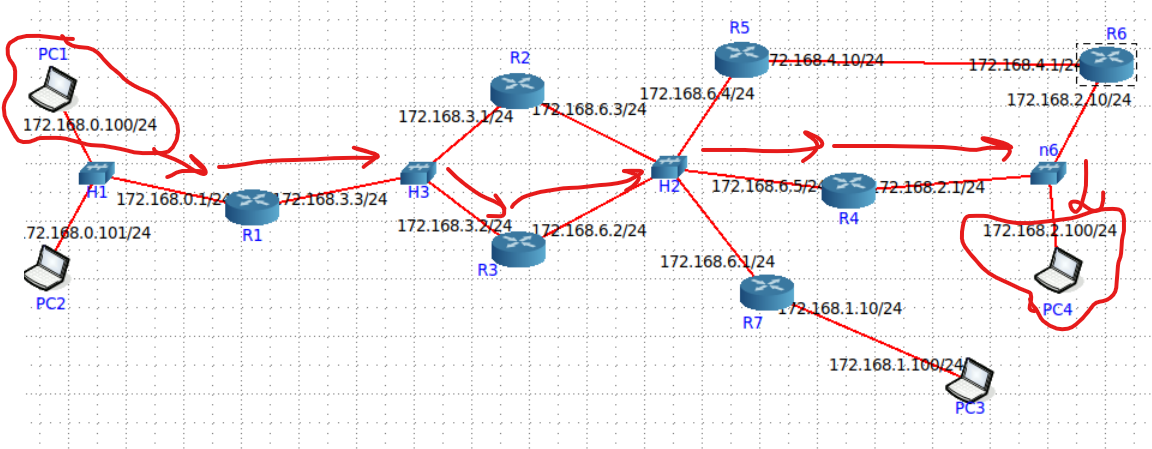 R5
R6
PC1
R2
172.168.4.10/24
172.168.4.1/24
172.168.6.4/24
172.168.2.10/24
172.168.3.1/24
172.168.6.3/24
172.168.0.100/24
n6
H1
H3
H2
172.168.0.1/24
172.168.3.3/24
172.168.6.5/24
172.168.2.1/24
R4
R1
172.168.3.2/24
172.168.6.2/24
172.168.2.100/24
.72.168.0.101/24
172.168.6.1/24
R3
PC2
172.168.1.10/24
PC4
R7
172.168.1.100/24
PC3